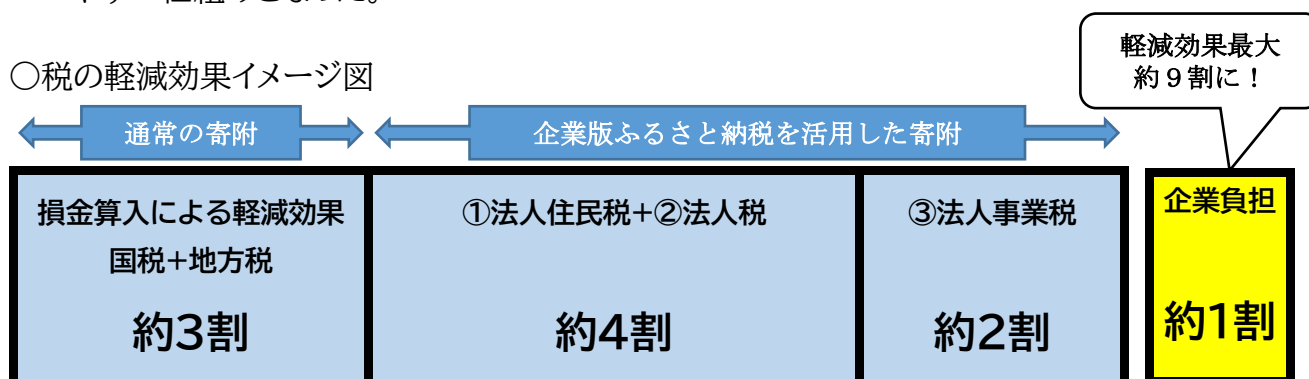 ○税の軽減効果イメージ図
軽減効果最大
約9割に！
通常の寄附
企業版ふるさと納税を活用した寄附
損金算入による軽減効果
国税+地方税
約3割
①法人住民税+②法人税
約4割
③法人事業税
約2割
企業負担
約1割